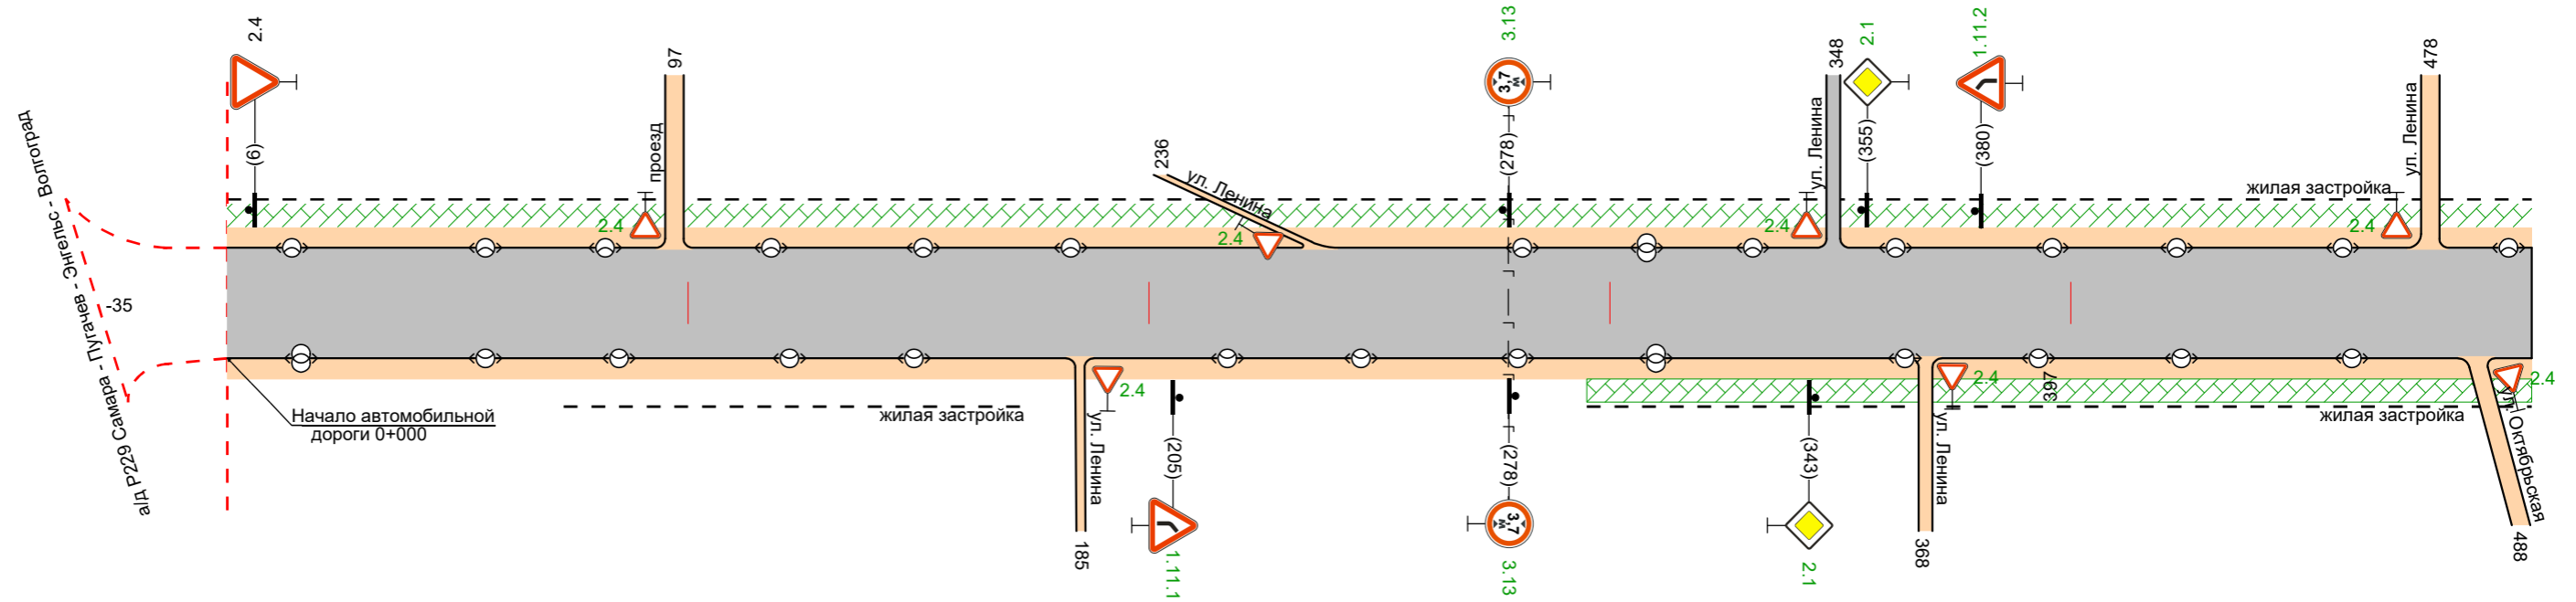 2.4
97
3.13
348
2.1
1.11.2
478
3,7
м
(6)
проезд
236
ул. Ленина
(278)
ул. Ленина
(355)
(380)
ул. Ленина
жилая застройка
2.4
2.4
2.4
2.4
а/д Р229 Самара - Пугачев - Энгельс - Волгоград
-35
Начало автомобильной
дороги 0+000
жилая застройка
2.4
ул. Ленина
185
(205)
1.11.1
(278)
3,7
м
3.13
(343)
2.1
2.4
397
ул. Ленина
368
жилая застройка
2.4
ул. Октябрьская
488